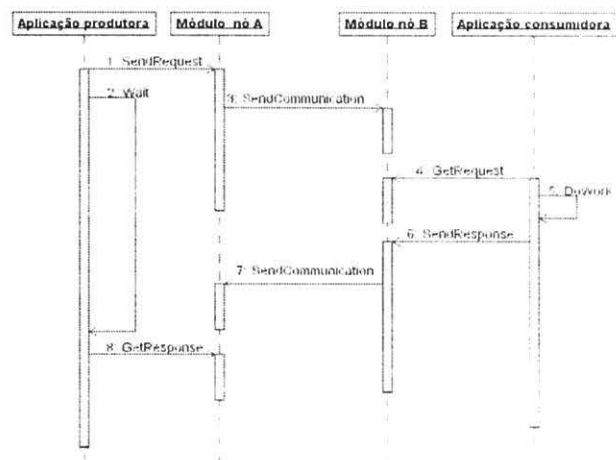 Aplicação produtora
Módulo nó A
Módulo nó B
Aplicação consumidora
1: SendRequest
2: Wait
3: SendCommunication
4: GetRequest
5: DoWork
6: SendResponse
7: SendCommunication
8: GetResponse